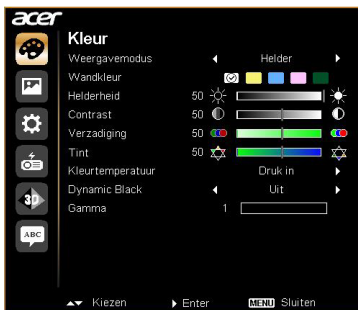 acer
Kleur
Weergavemodus Helder
Wandkleur
Helderheid 50
Contrast 50
Verzadiging 50
Tint 50
Kleurtemperatuur Druk in
Dynamic Black Uit
Gamma 1
3D
ABC
Kiezen Enter MENU Sluiten